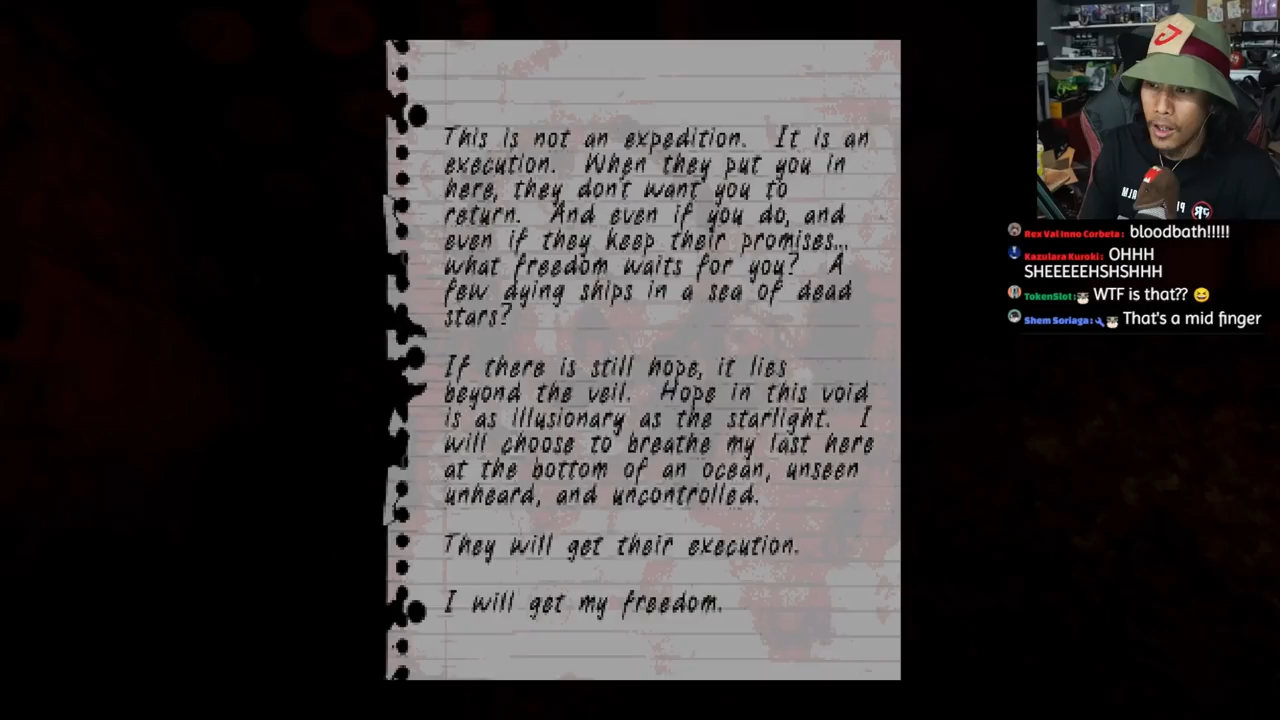 This is not an expedition. It is an
execution. When they put you in
here, they don't want you to
return. And even if you do, and
even if they keep their promises...
what freedom waits for you? A
few dying ships in a sea of dead
stars?
If there is still hope, it lies
beyond the veil. Hope in this void
is as illusionary as the starlight. I
will choose to breathe my last here
at the bottom of an ocean, unseen
unheard, and uncontrolled.
They will get their execution.
I will get my freedom.
Rex Val Inno Corbeta: bloodbath!!!!!
Kazulara Kuroki: OHHH
SHEEEEEHSHSHHH
TokenSlot: WTF is that?? 😆
Shem Soriaga: That's a mid finger